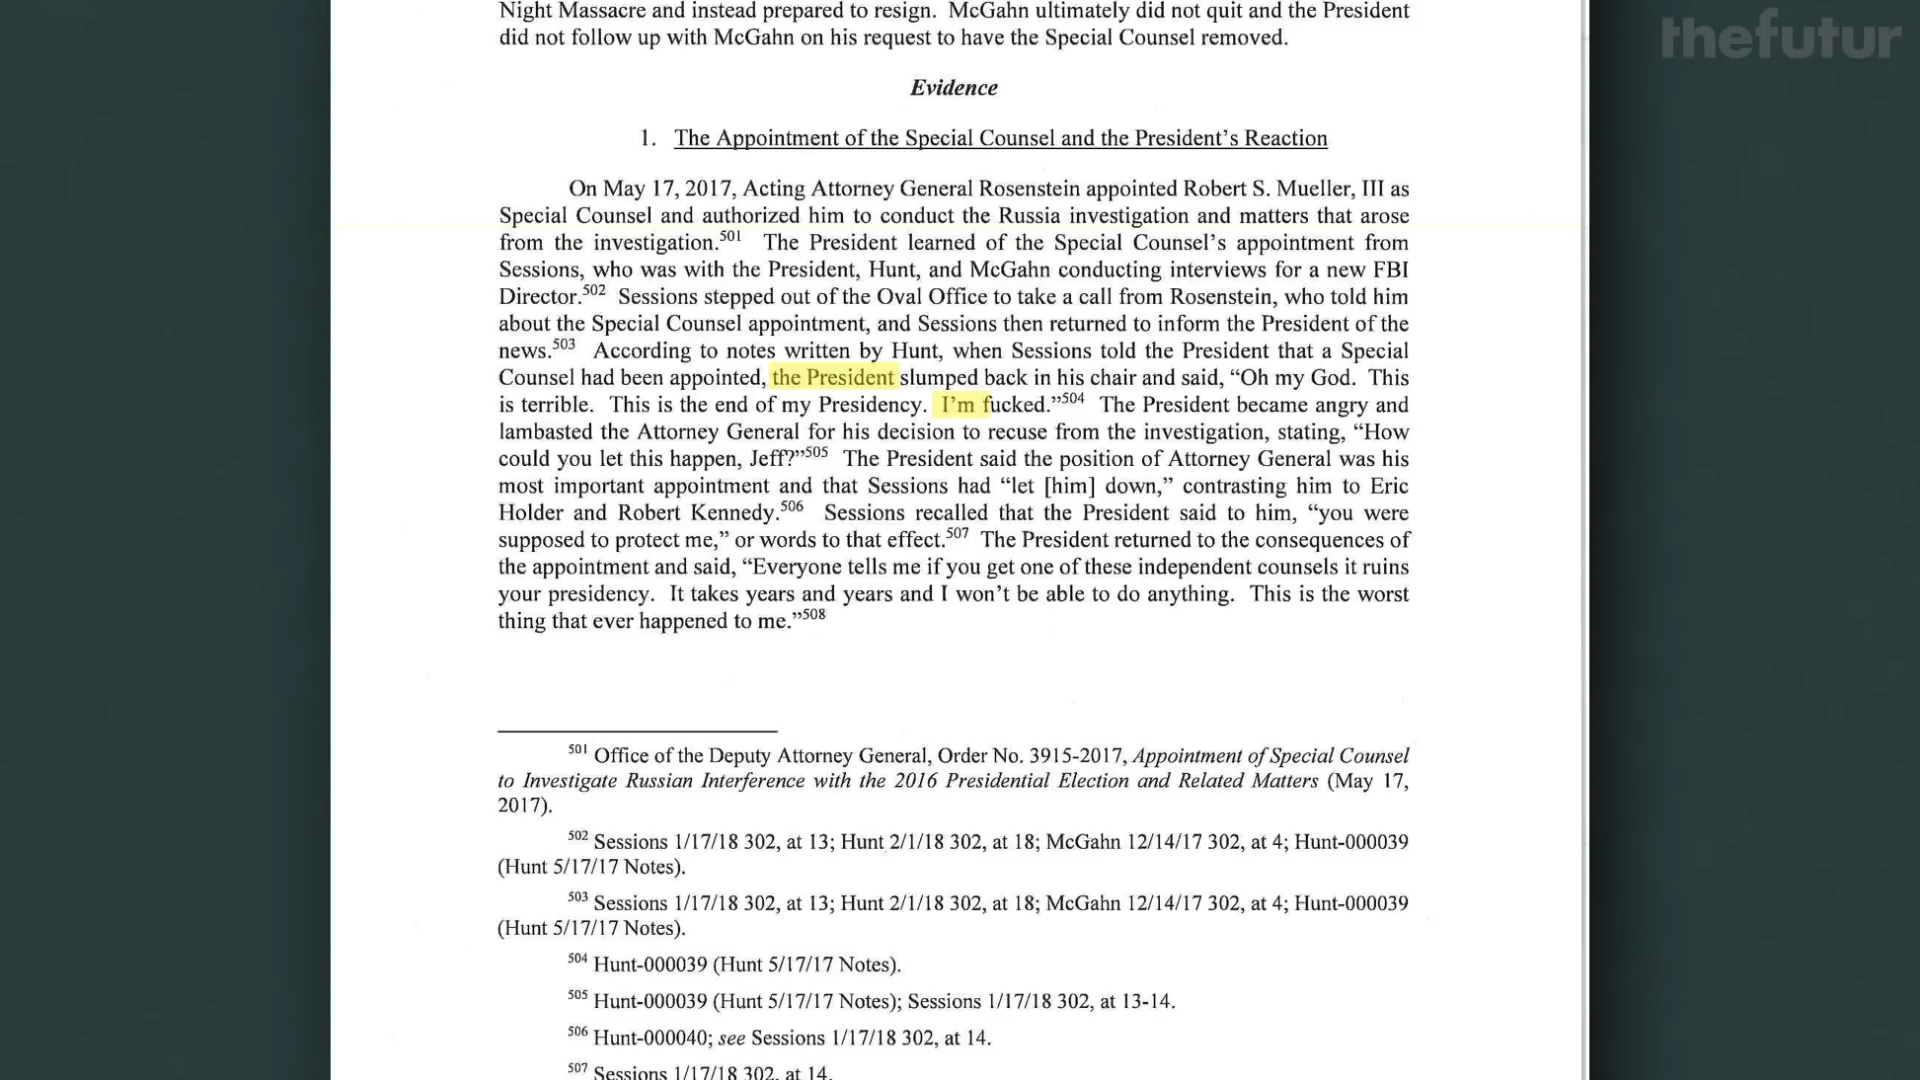 thefutur
Night Massacre and instead prepared to resign. McGahn ultimately did not quit and the President
did not follow up with McGahn on his request to have the Special Counsel removed.
Evidence
1. The Appointment of the Special Counsel and the President’s Reaction
On May 17, 2017, Acting Attorney General Rosenstein appointed Robert S. Mueller, III as
Special Counsel and authorized him to conduct the Russia investigation and matters that arose
from the investigation.501 The President learned of the Special Counsel’s appointment from
Sessions, who was with the President, Hunt, and McGahn conducting interviews for a new FBI
Director.502 Sessions stepped out of the Oval Office to take a call from Rosenstein, who told him
about the Special Counsel appointment, and Sessions then returned to inform the President of the
news.503 According to notes written by Hunt, when Sessions told the President that a Special
Counsel had been appointed, the President slumped back in his chair and said, “Oh my God. This
is terrible. This is the end of my Presidency. I’m fucked.”504 The President became angry and
lambasted the Attorney General for his decision to recuse from the investigation, stating, “How
could you let this happen, Jeff?”505 The President said the position of Attorney General was his
most important appointment and that Sessions had “let [him] down,” contrasting him to Eric
Holder and Robert Kennedy.506 Sessions recalled that the President said to him, “you were
supposed to protect me,” or words to that effect.507 The President returned to the consequences of
the appointment and said, “Everyone tells me if you get one of these independent counsels it ruins
your presidency. It takes years and years and I won’t be able to do anything. This is the worst
thing that ever happened to me.”508
501 Office of the Deputy Attorney General, Order No. 3915-2017, Appointment of Special Counsel
to Investigate Russian Interference with the 2016 Presidential Election and Related Matters (May 17,
2017).
502 Sessions 1/17/18 302, at 13; Hunt 2/1/18 302, at 18; McGahn 12/14/17 302, at 4; Hunt-000039
(Hunt 5/17/17 Notes).
503 Sessions 1/17/18 302, at 13; Hunt 2/1/18 302, at 18; McGahn 12/14/17 302, at 4; Hunt-000039
(Hunt 5/17/17 Notes).
504 Hunt-000039 (Hunt 5/17/17 Notes).
505 Hunt-000039 (Hunt 5/17/17 Notes); Sessions 1/17/18 302, at 13-14.
506 Hunt-000040; see Sessions 1/17/18 302, at 14.
507 Sessions 1/17/18 302, at 14.